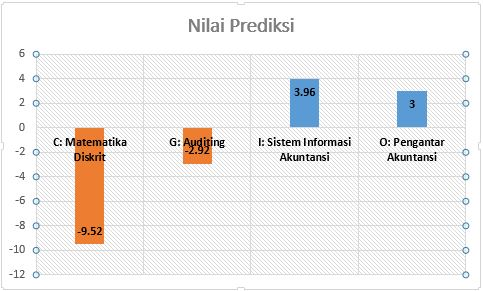 Nilai Prediksi
6
4
2
0
-2
-4
-6
-8
-10
-12
C: Matematika
Diskrit
G: Auditing
I: Sistem Informasi
Akuntansi
O: Pengantar
Akuntansi
-9.52
-2.92
3.96
3